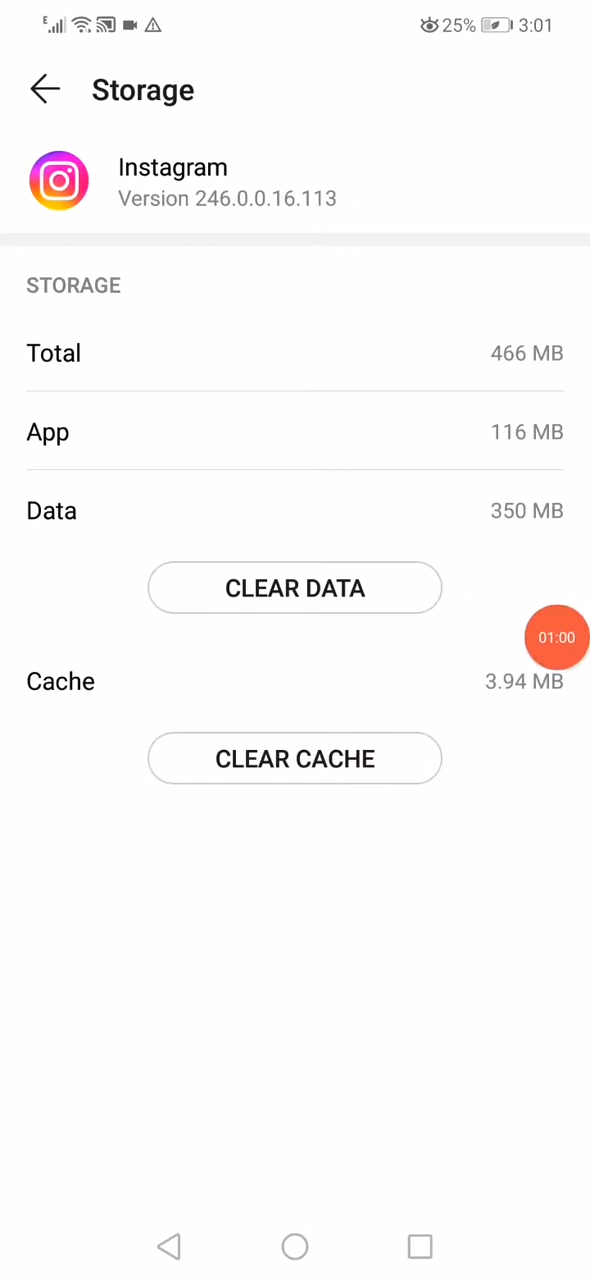 E 25% 3:01
Storage
Instagram
Version 246.0.0.16.113
STORAGE
Total 466 MB
App 116 MB
Data 350 MB
CLEAR DATA
01:00
Cache 3.94 MB
CLEAR CACHE